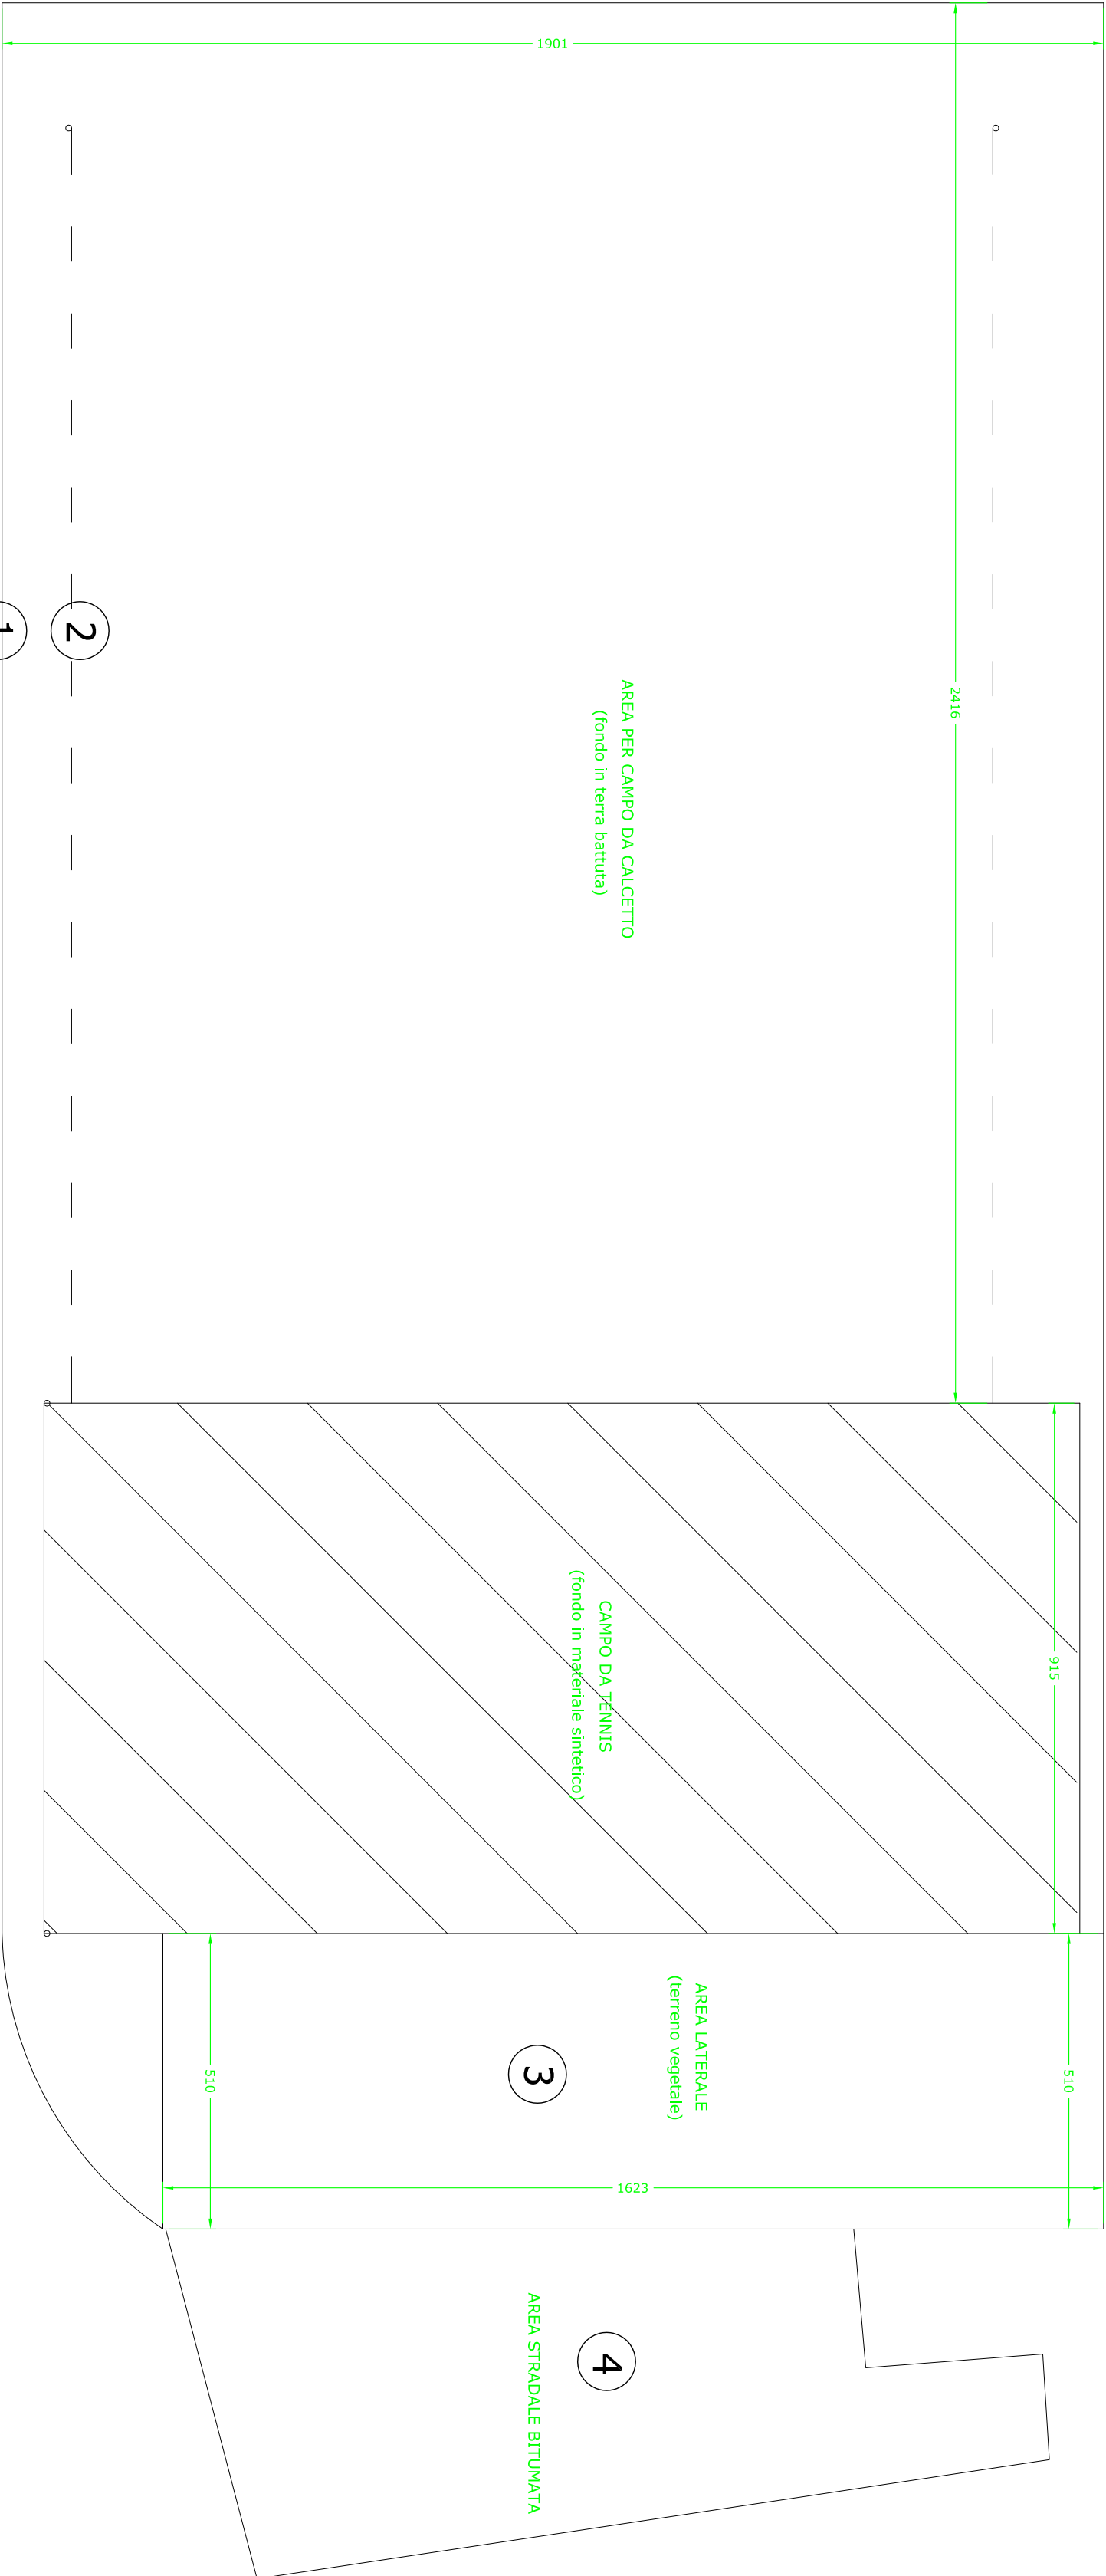 1901
2416
1
2
AREA PER CAMPO DA CALCETTO
(fondo in terra battuta)
915
CAMPO DA TENNIS
(fondo in materiale sintetico)
510
510
AREA LATERALE
(terreno vegetale)
3
1623
4
AREA STRADALE BITUMATA